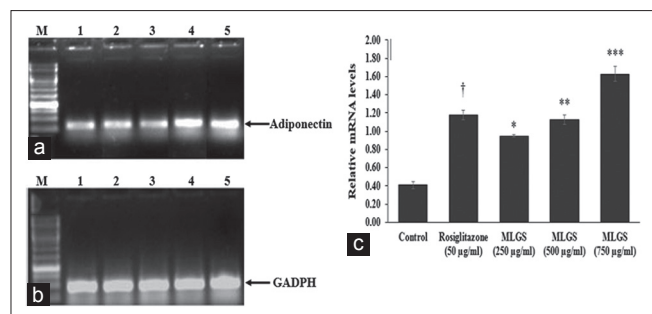 M 1 2 3 4 5
Adiponectin
a
M 1 2 3 4 5
GADPH
b
Relative mRNA levels
2.00
1.80
1.60
1.40
1.20
1.00
0.80
0.60
0.40
0.20
0.00
†
*
**
***
Control
Rosiglitazone
(50 µg/ml)
MLGS
(250 µg/ml)
MLGS
(500 µg/ml)
MLGS
(750 µg/ml)
c